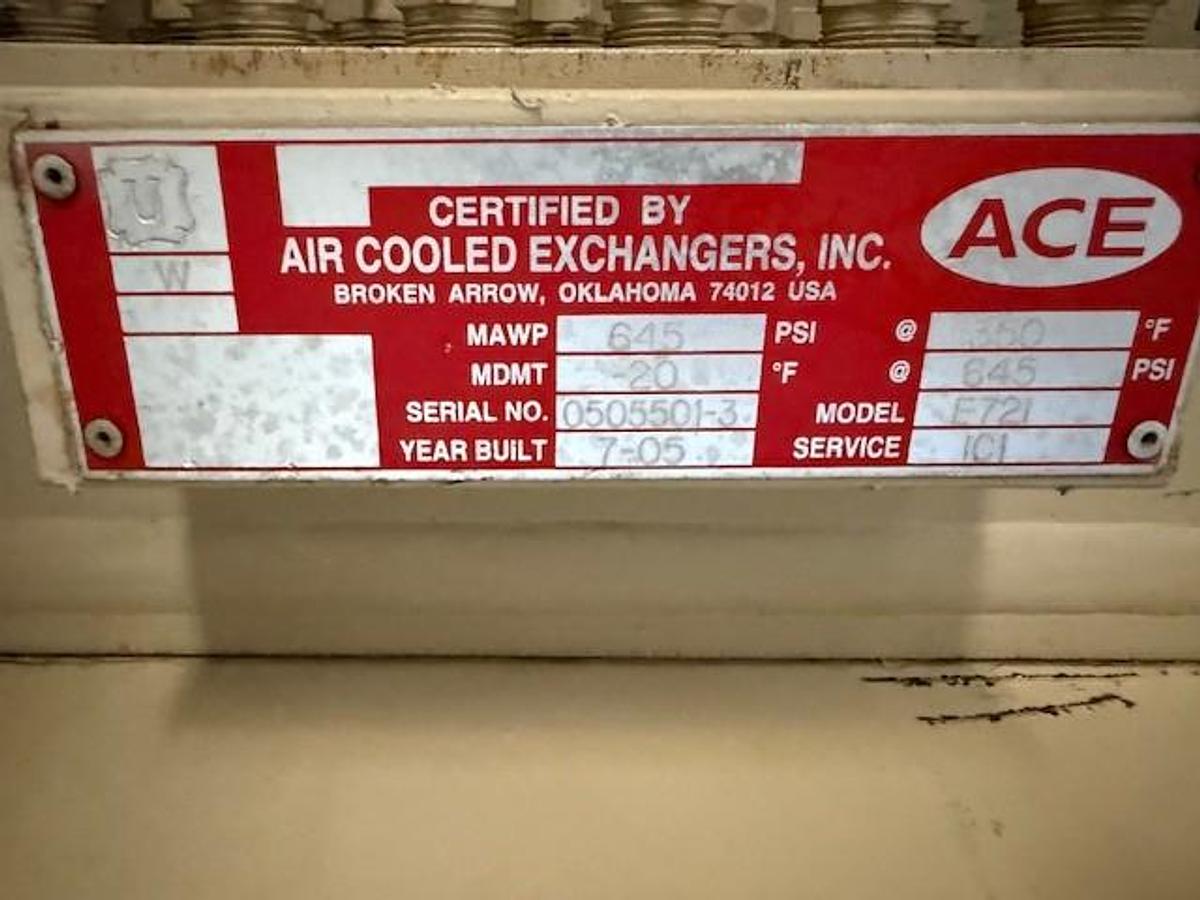 U
W
CERTIFIED BY
ACE
AIR COOLED EXCHANGERS, INC.
BROKEN ARROW, OKLAHOMA 74012 USA
MAWP 645 PSI @ 350 °F
MDMT -20 °F @ 645 PSI
SERIAL NO. 0505501-3 MODEL E721
YEAR BUILT 7-05 SERVICE IC1